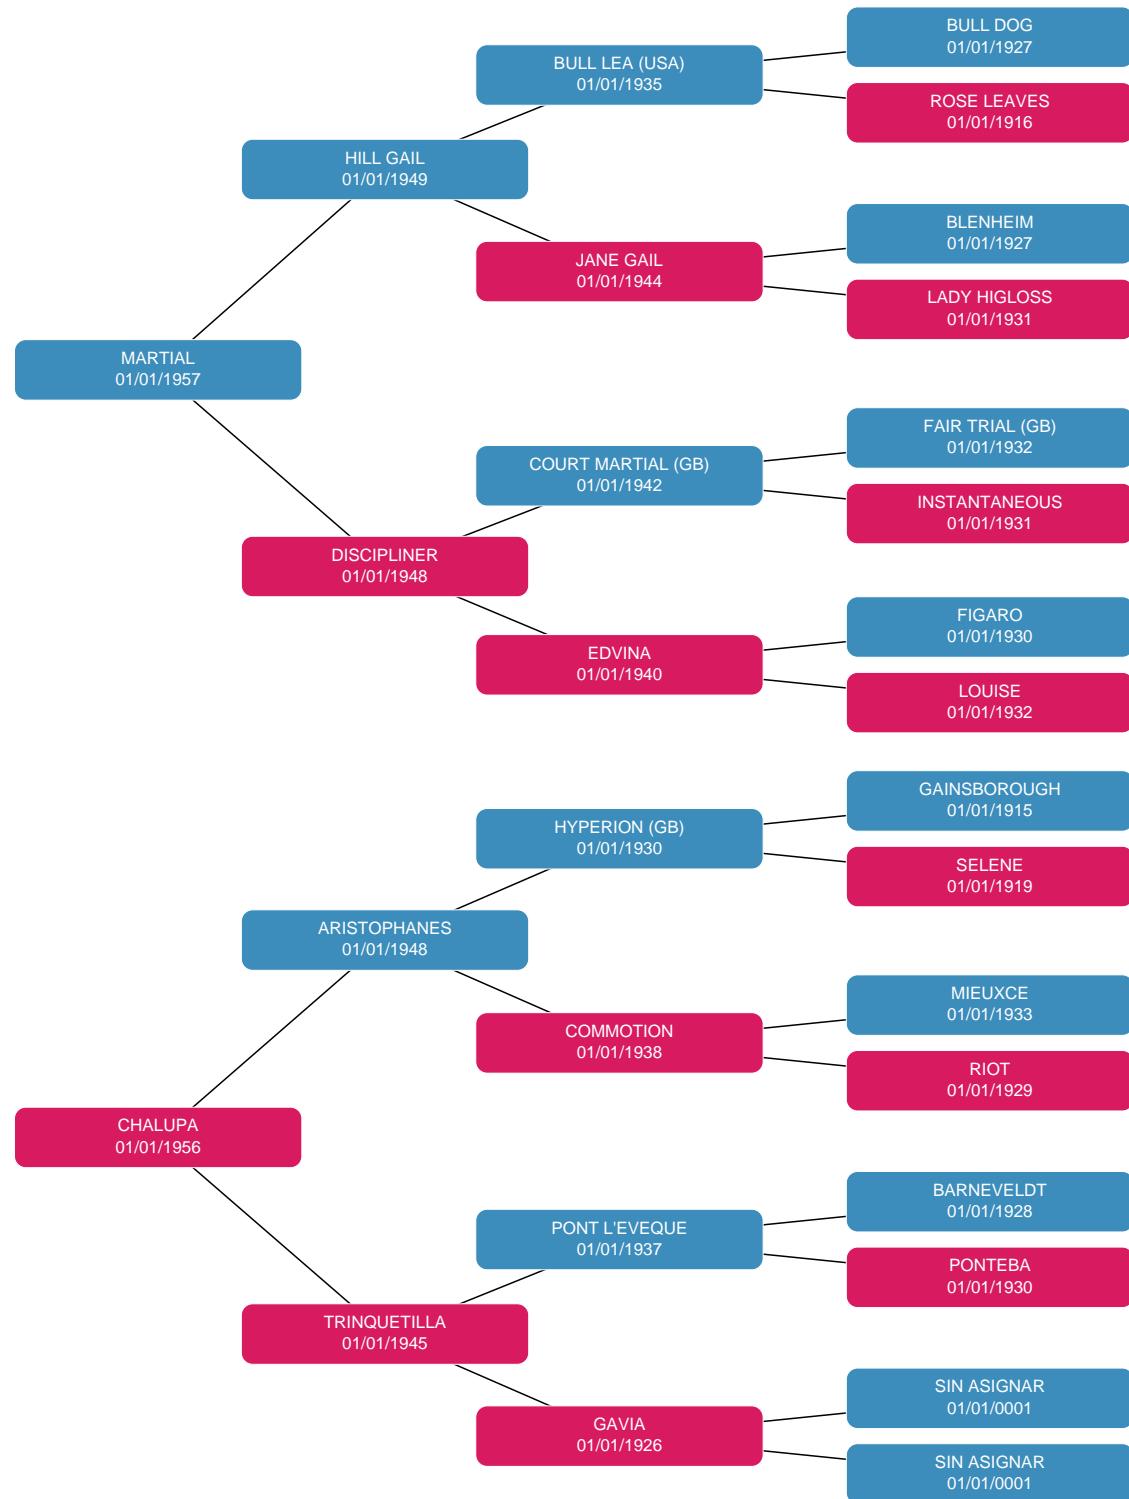 BULL DOG
01/01/1927
BULL LEA (USA)
01/01/1935
ROSE LEAVES
01/01/1916
HILL GAIL
01/01/1949
BLENHEIM
01/01/1927
JANE GAIL
01/01/1944
LADY HIGLOSS
01/01/1931
MARTIAL
01/01/1957
FAIR TRIAL (GB)
01/01/1932
COURT MARTIAL (GB)
01/01/1942
INSTANTANEOUS
01/01/1931
DISCIPLINER
01/01/1948
FIGARO
01/01/1930
EDVINA
01/01/1940
LOUISE
01/01/1932
GAINSBOROUGH
01/01/1915
HYPERION (GB)
01/01/1930
SELENE
01/01/1919
ARISTOPHANES
01/01/1948
MIEUXCE
01/01/1933
COMMOTION
01/01/1938
RIOT
01/01/1929
CHALUPA
01/01/1956
BARNEVELDT
01/01/1928
PONT L'EVEQUE
01/01/1937
PONTEBA
01/01/1930
TRINQUETILLA
01/01/1945
SIN ASIGNAR
01/01/0001
GAVIA
01/01/1926
SIN ASIGNAR
01/01/0001